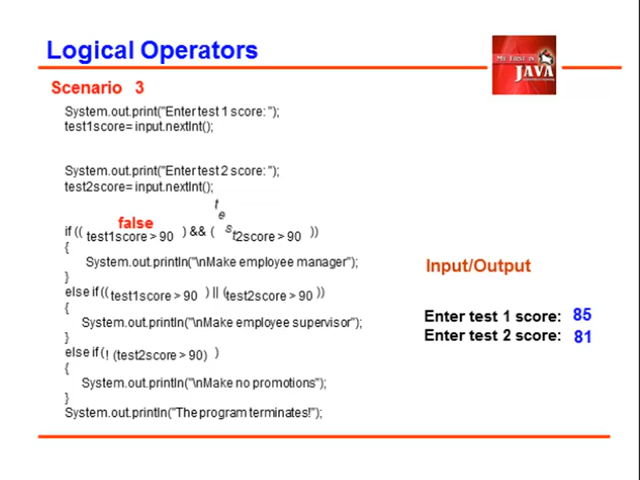 Logical Operators
MY FIRST IN
JAVA
Scenario 3
System.out.print("Enter test 1 score: ");
test1score= input.nextInt();
System.out.print("Enter test 2 score: ");
test2score= input.nextInt();
false
if (( test1score > 90 ) && ( test2score > 90 ))
{
System.out.println("\nMake employee manager");
}
else if ((test1score > 90 ) || (test2score > 90 ))
{
System.out.println("\nMake employee supervisor");
}
else if (! (test2score > 90) )
{
System.out.println("\nMake no promotions");
}
System.out.println("The program terminates!");
Input/Output
Enter test 1 score: 85
Enter test 2 score: 81